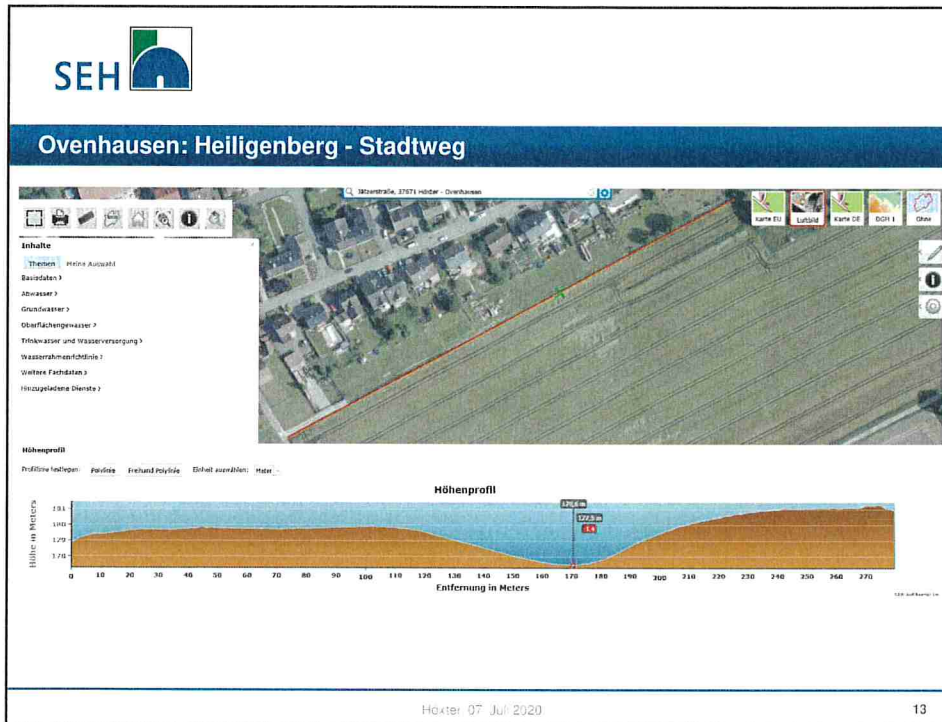 SEH
Ovenhausen: Heiligenberg - Stadtweg
37671 Höxter - Ovenhausen
Karte EU
Luftbild
Karte DE
DGM 1
Ohne
Inhalte
Themen Meine Auswahl
Basisdaten >
Abwasser >
Grundwasser >
Oberflächengewässer >
Trinkwasser und Wasserversorgung >
Wasserrahmenrichtlinie >
Weitere Fachdaten >
Hinzugeladene Dienste >
Höhenprofil
Profillinie festlegen: Polylinie Freihand Polylinie Einheit auswählen: Meter
Höhenprofil
Höhe in Meters
181
180
179
178
0 10 20 30 40 50 60 70 80 90 100 110 120 130 140 150 160 170 180 190 200 210 220 230 240 250 260 270
Entfernung in Meters
Höxter 07. Juli 2020
13